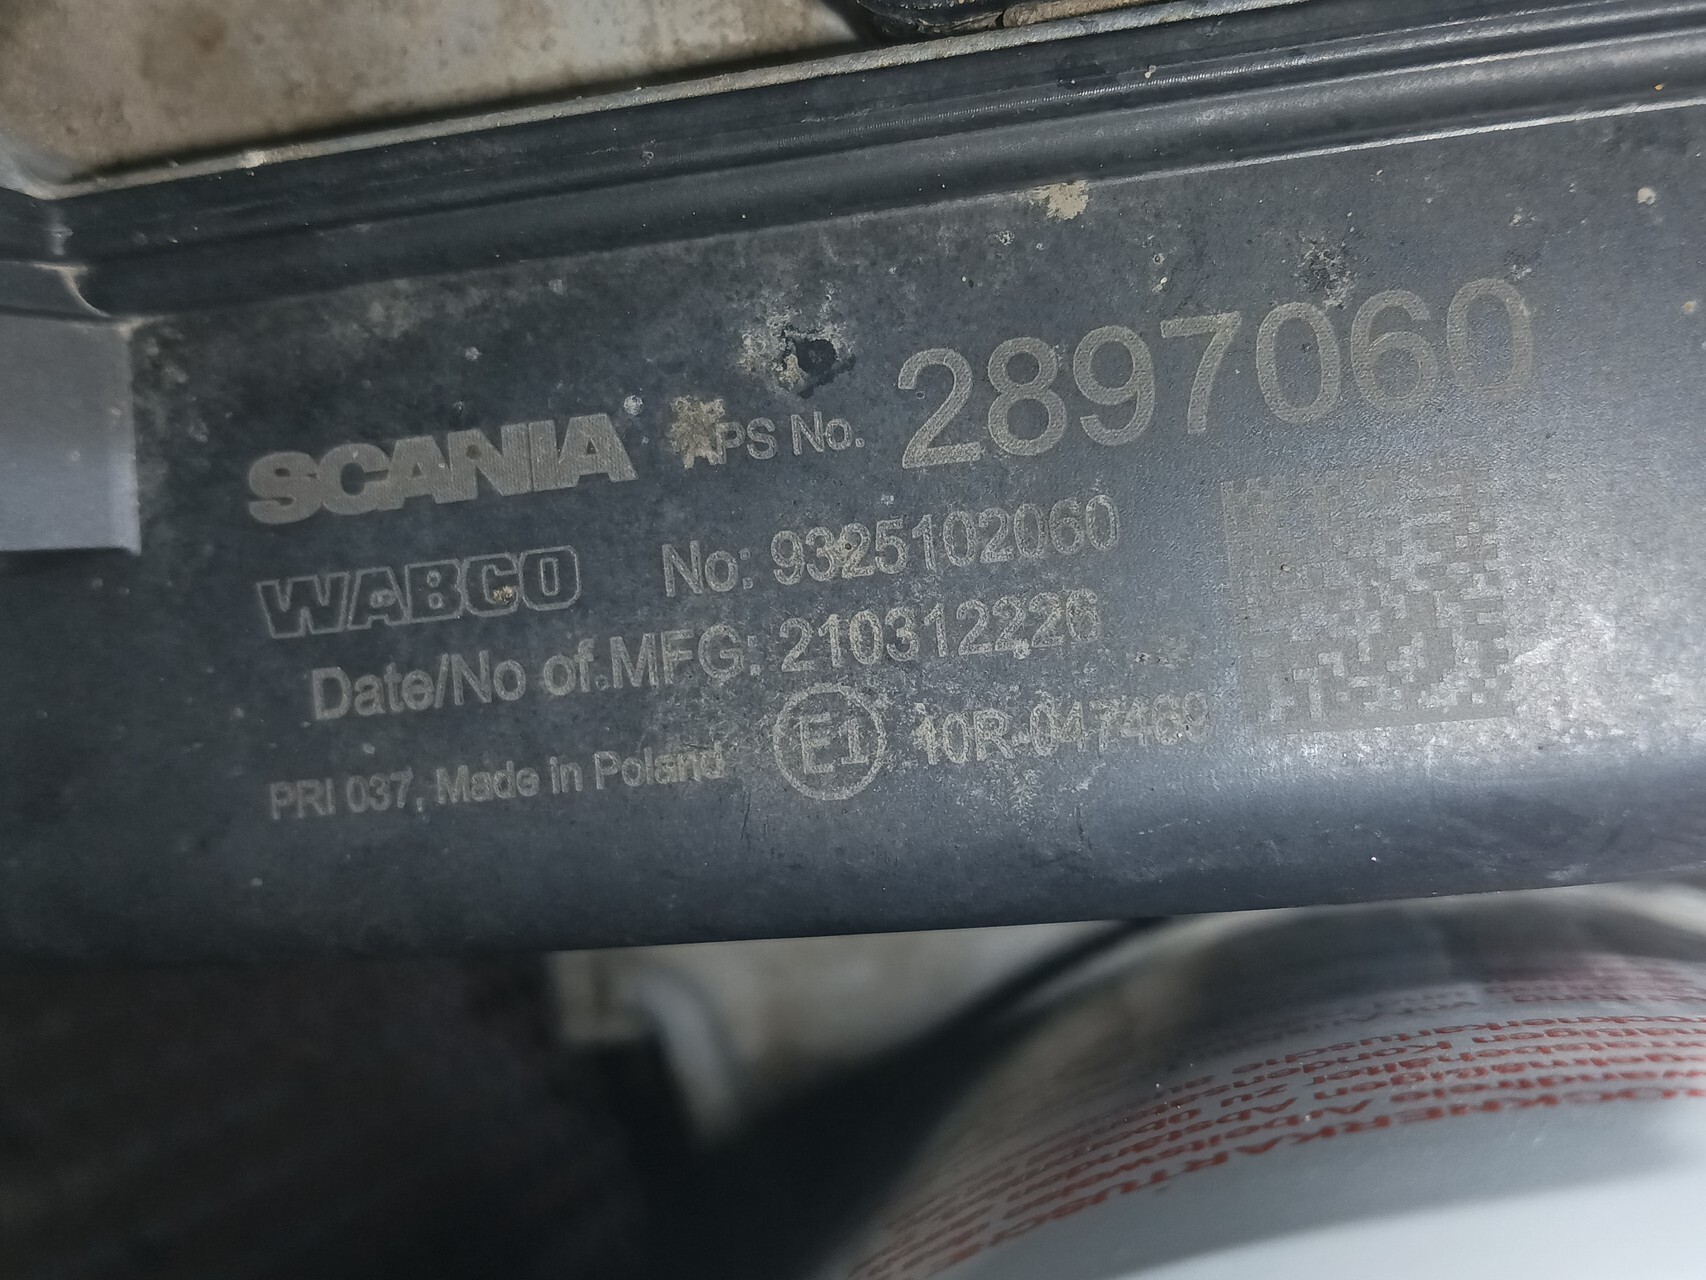 SCANIA APS No. 2897060
WABCO No: 9325102060
Date/No of MFG: 210312226
PRI 037, Made in Poland E1 10R-047469